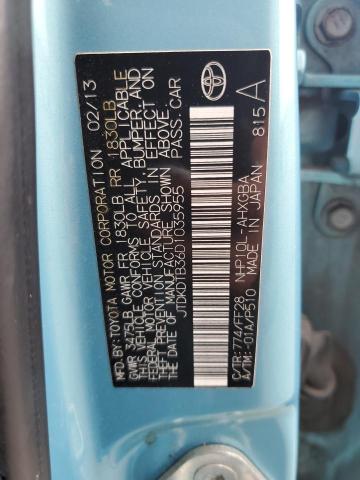 MFD.BY:TOYOTA MOTOR CORPORATION 02/13
GVWR 3475LB GAWR FR 1830LB RR 1830LB
THIS VEHICLE CONFORMS TO ALL APPLICABLE
FEDERAL MOTOR VEHICLE SAFETY, BUMPER, AND
THEFT PREVENTION STANDARDS IN EFFECT ON
THE DATE OF MANUFACTURE SHOWN ABOVE.
JTDKDTB36D1035955 PASS.CAR
C/TR:774/FE28 NHP10L-AHXGBA
A/TM:-01A/P510 MADE IN JAPAN 815 A